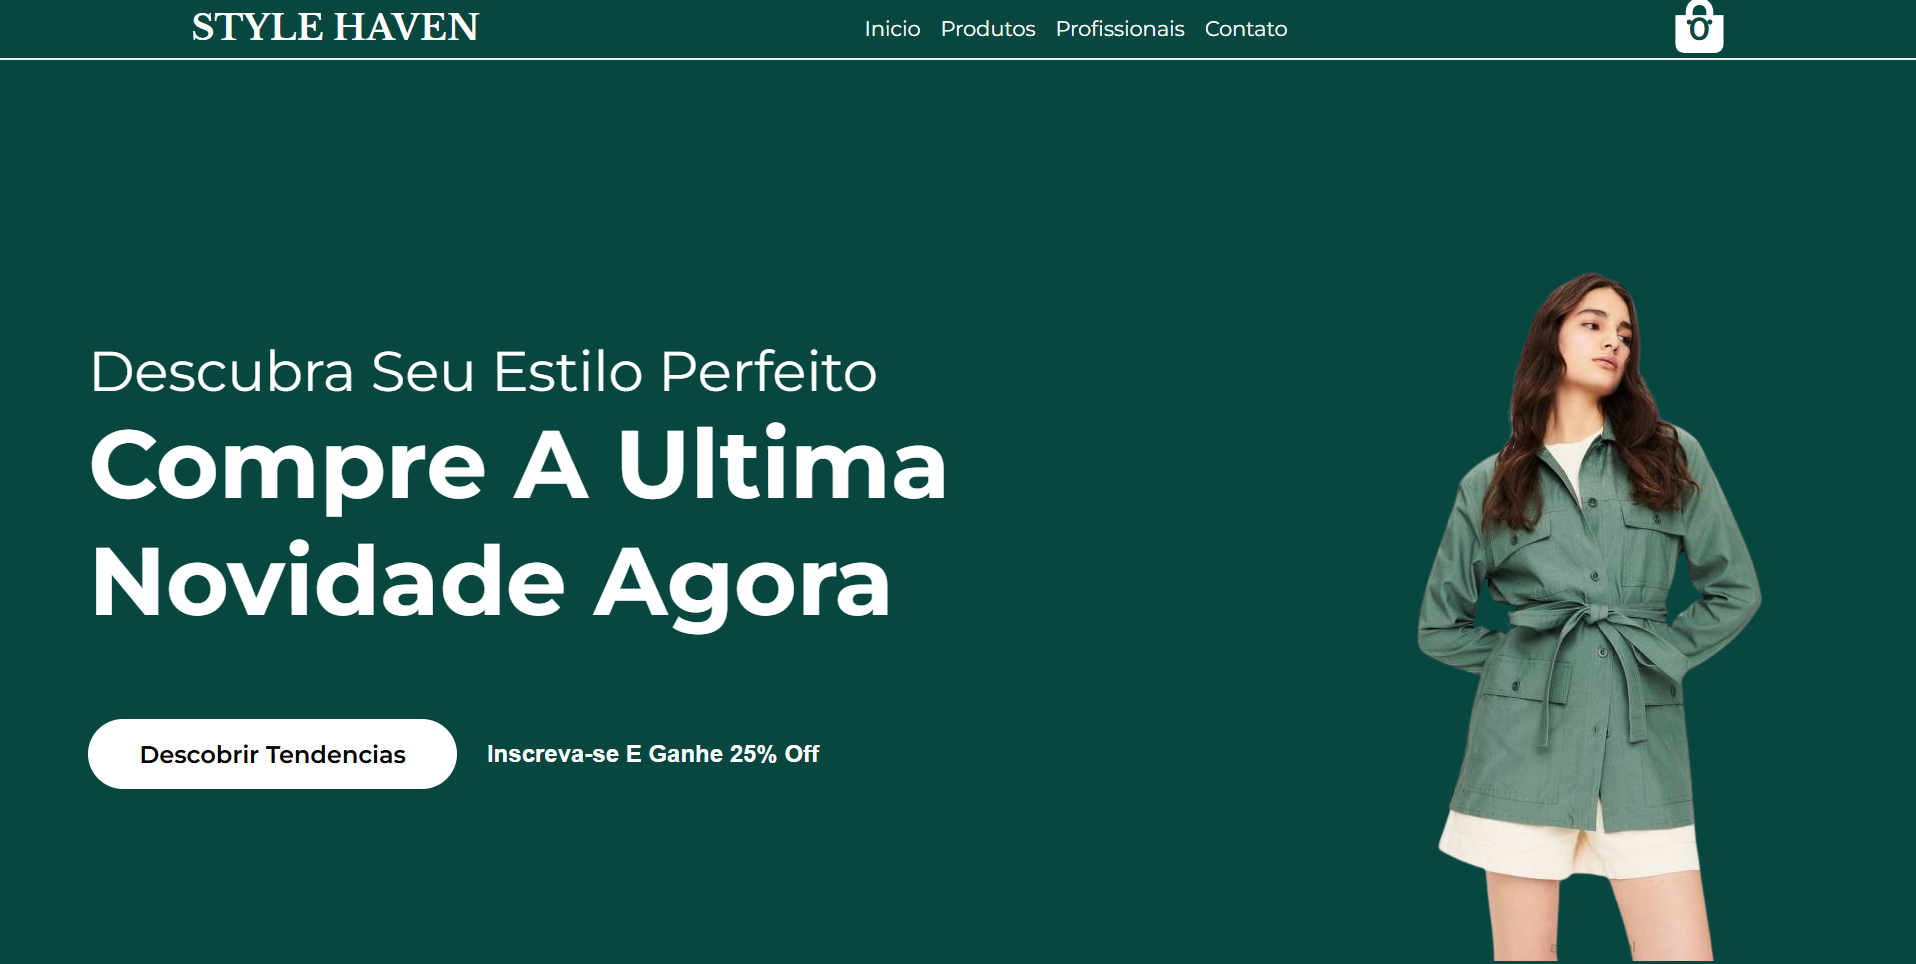 STYLE HAVEN
Inicio Produtos Profissionais Contato
0
Descubra Seu Estilo Perfeito
Compre A Ultima
Novidade Agora
Descobrir Tendencias
Inscreva-se E Ganhe 25% Off